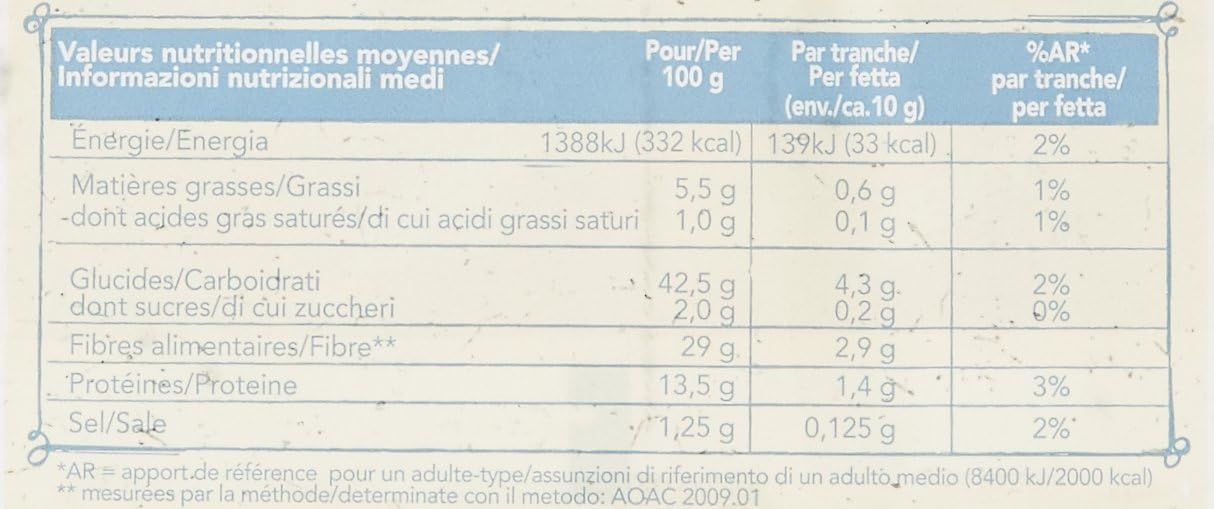 Valeurs nutritionnelles moyennes/ Pour/Per Par tranche/ %AR*
Informazioni nutrizionali medi 100 g Per fetta par tranche/
(env./ca.10 g) per fetta
Énergie/Energia 1388kJ (332 kcal) 139kJ (33 kcal) 2%
Matières grasses/Grassi 5,5 g 0,6 g 1%
-dont acides gras saturés/di cui acidi grassi saturi 1,0 g 0,1 g 1%
Glucides/Carboidrati 42,5 g 4,3 g 2%
dont sucres/di cui zuccheri 2,0 g 0,2 g 0%
Fibres alimentaires/Fibre** 29 g 2,9 g
Protéines/Proteine 13,5 g 1,4 g 3%
Sel/Sale 1,25 g 0,125 g 2%
*AR = apport de référence pour un adulte-type/assunzioni di riferimento di un adulto medio (8400 kJ/2000 kcal)
** mesurées par la méthode/determinate con il metodo: AOAC 2009.01